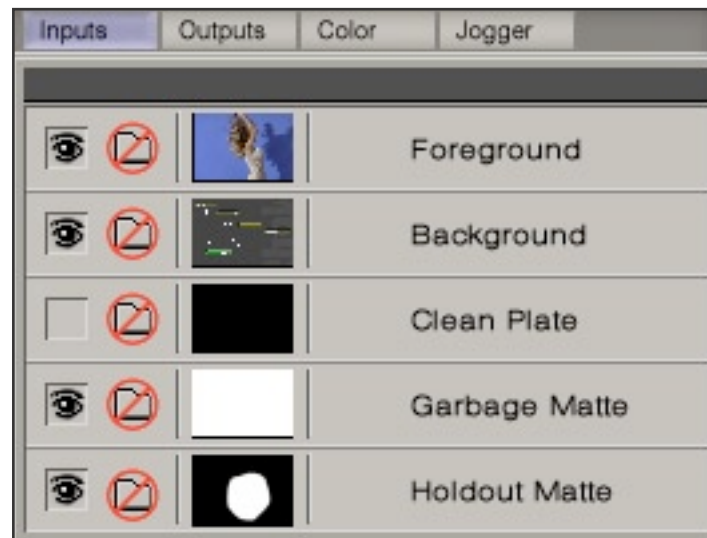 Inputs Outputs Color Jogger
Foreground
Background
Clean Plate
Garbage Matte
Holdout Matte